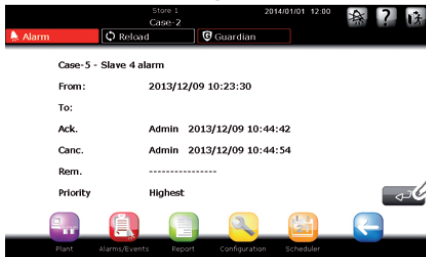 Store 1
2014/01/01 12:00
Case-2
Alarm Reload Guardian
Case-5 - Slave 4 alarm
From: 2013/12/09 10:23:30
To:
Ack. Admin 2013/12/09 10:44:42
Canc. Admin 2013/12/09 10:44:54
Rem. ----------------
Priority Highest
Plant Alarms/Events Report Configuration Scheduler